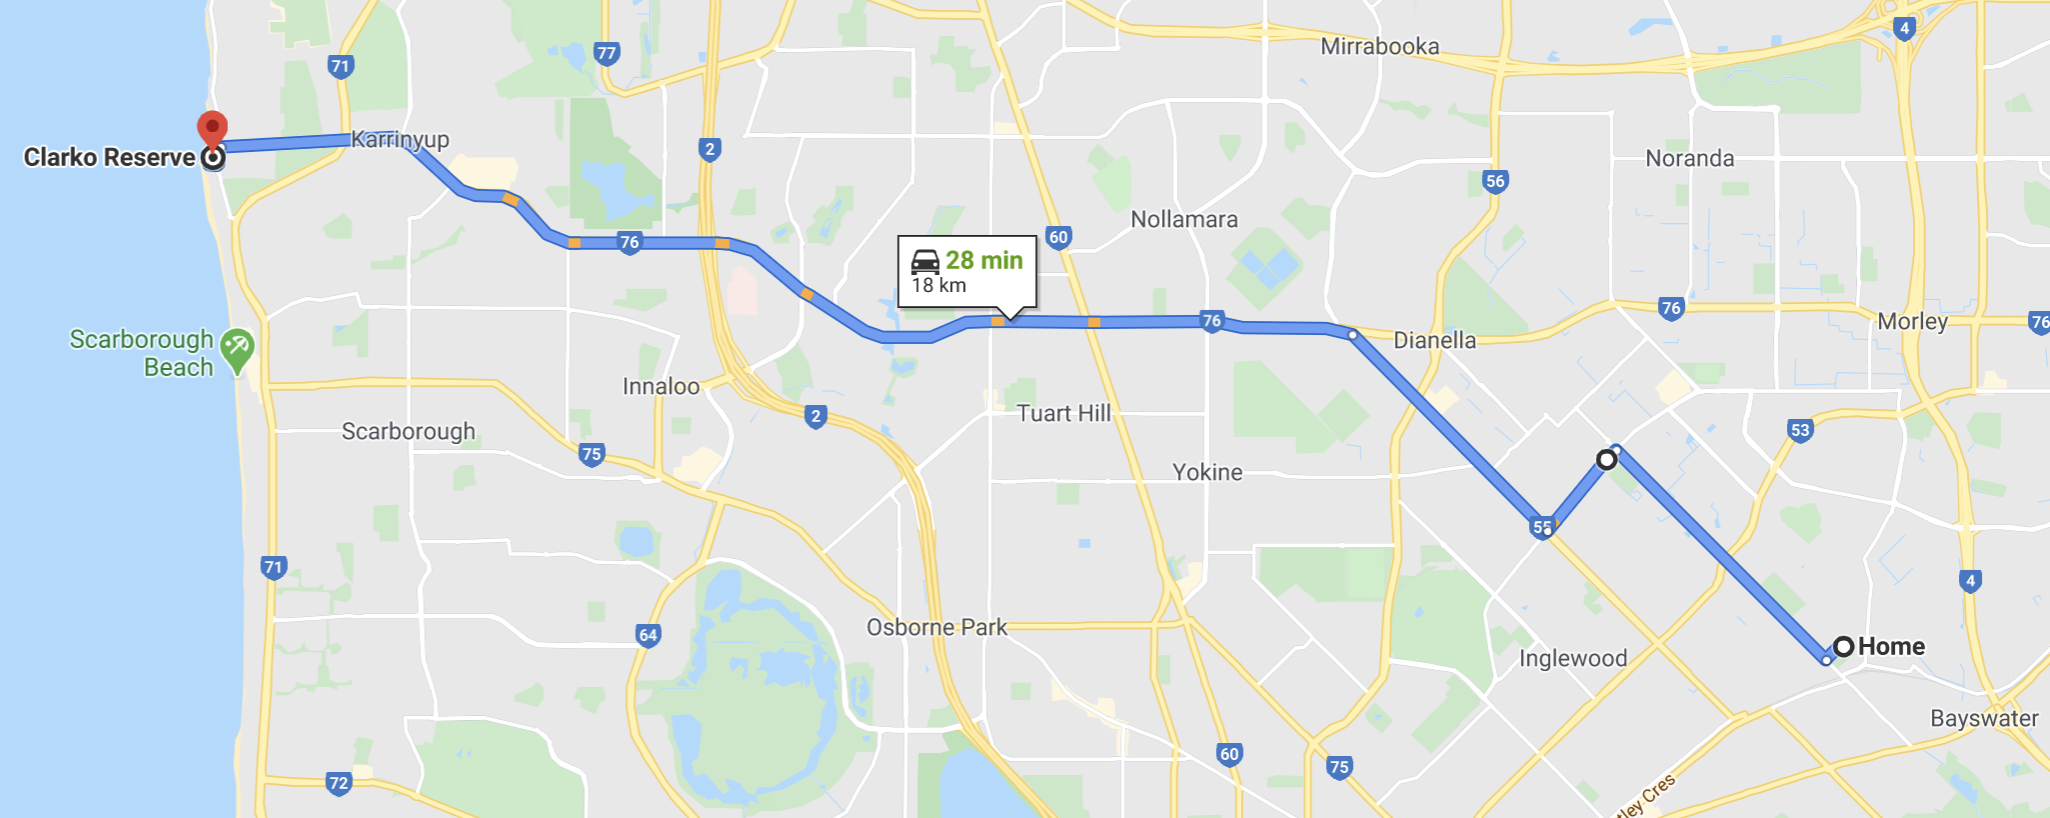 4
77
71
Mirrabooka
Karrinyup
2
Clarko Reserve
Noranda
56
Nollamara
60
76
28 min
18 km
76
76
Morley
76
Scarborough
Beach
Dianella
Innaloo
2
Tuart Hill
Scarborough
53
75
Yokine
55
71
4
Osborne Park
64
Home
Inglewood
Bayswater
60
75
72
tley Cres